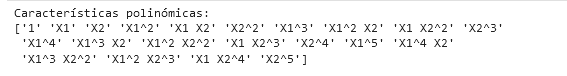 Características polinómicas:
['1' 'X1' 'X2' 'X1^2' 'X1 X2' 'X2^2' 'X1^3' 'X1^2 X2' 'X1 X2^2' 'X2^3'
'X1^4' 'X1^3 X2' 'X1^2 X2^2' 'X1 X2^3' 'X2^4' 'X1^5' 'X1^4 X2'
'X1^3 X2^2' 'X1^2 X2^3' 'X1 X2^4' 'X2^5']